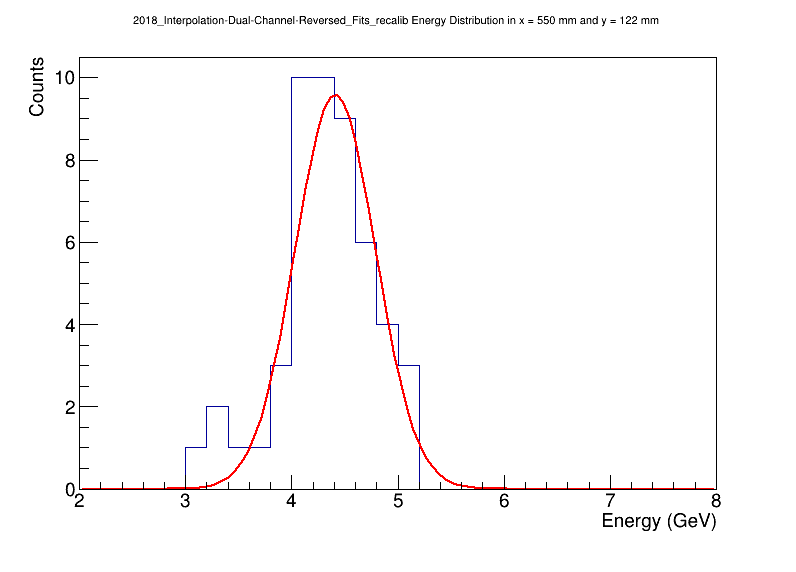 2018_Interpolation-Dual-Channel-Reversed_Fits_recalib Energy Distribution in x = 550 mm and y = 122 mm
Counts
10
8
6
4
2
0
2 3 4 5 6 7 8
Energy (GeV)